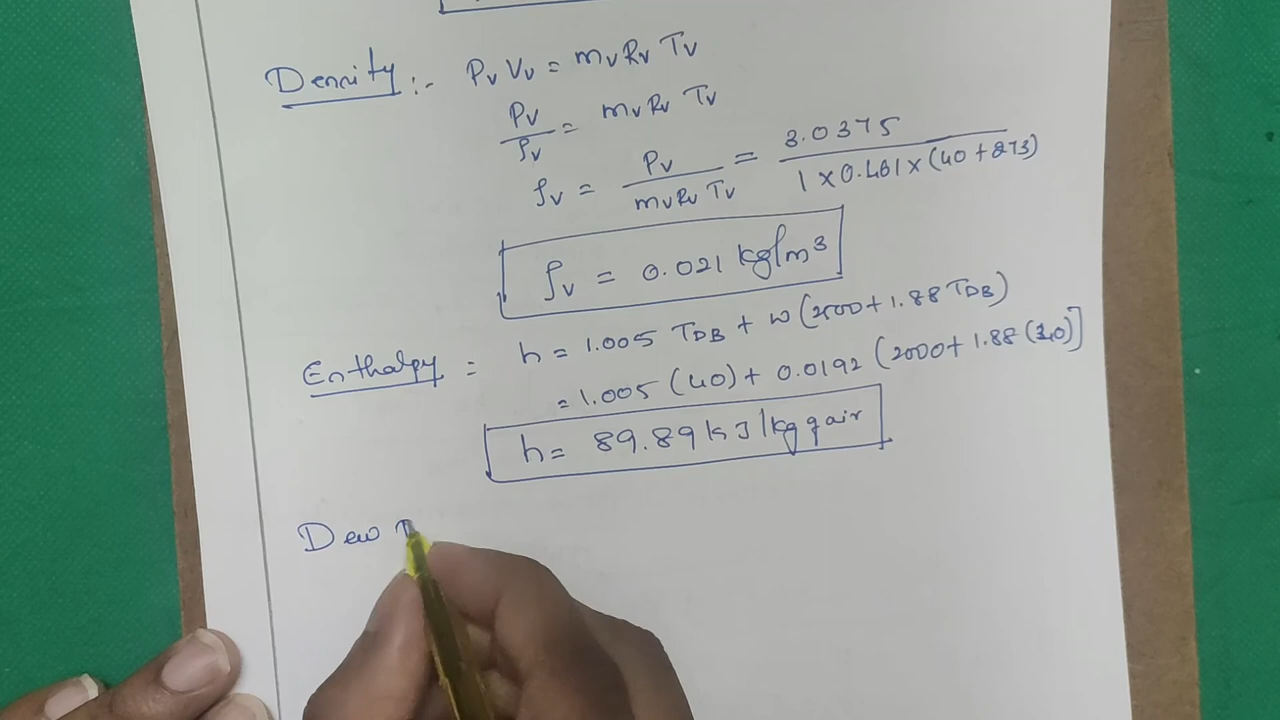 Density :- Pv Vv = mv Rv Tv
Pv/ρv = mv Rv Tv
ρv = Pv/(mv Rv Tv) = 3.0375/(1 x 0.461 x (40 + 273))
ρv = 0.021 kg/m³
Enthalpy = h = 1.005 TDB + w (2500 + 1.88 TDB)
= 1.005 (40) + 0.0192 (2000 + 1.88 (40)]
h = 89.89 kJ/kg q air
Dew